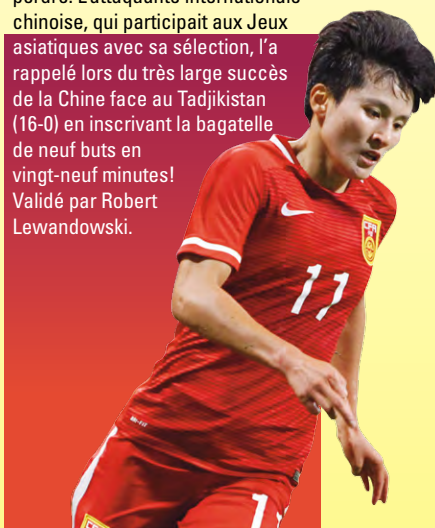 chinoise, qui participait aux Jeux
asiatiques avec sa sélection, l’a
rappelé lors du très large succès
de la Chine face au Tadjikistan
(16-0) en inscrivant la bagatelle
de neuf buts en
vingt-neuf minutes!
Validé par Robert
Lewandowski.
11
CFA